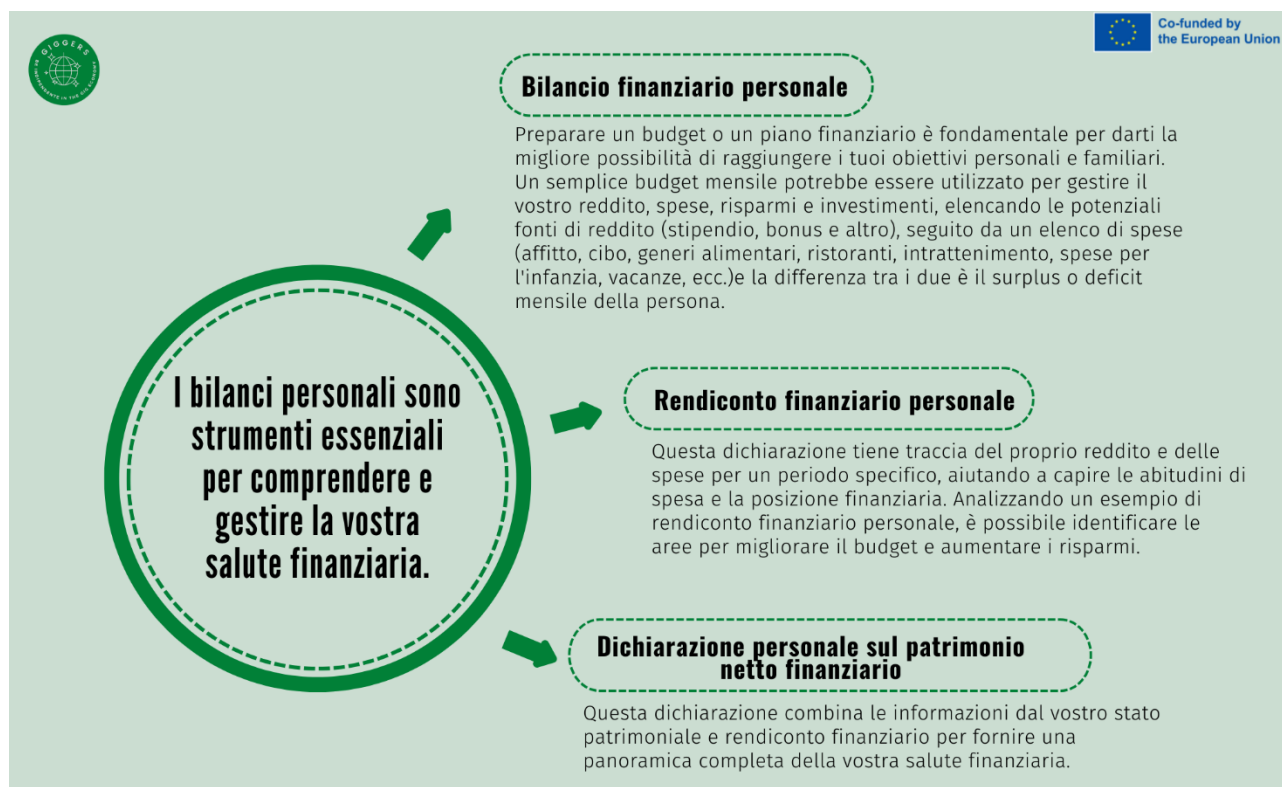 GIGGERS
BE INDIPENDENTE IN THE GIG ECONOMY
Co-funded by
the European Union
Bilancio finanziario personale
Preparare un budget o un piano finanziario è fondamentale per darti la
migliore possibilità di raggiungere i tuoi obiettivi personali e familiari.
Un semplice budget mensile potrebbe essere utilizzato per gestire il
vostro reddito, spese, risparmi e investimenti, elencando le potenziali
fonti di reddito (stipendio, bonus e altro), seguito da un elenco di spese
(affitto, cibo, generi alimentari, ristoranti, intrattenimento, spese per
l'infanzia, vacanze, ecc.)e la differenza tra i due è il surplus o deficit
mensile della persona.
I bilanci personali sono
strumenti essenziali
per comprendere e
gestire la vostra
salute finanziaria.
Rendiconto finanziario personale
Questa dichiarazione tiene traccia del proprio reddito e delle
spese per un periodo specifico, aiutando a capire le abitudini di
spesa e la posizione finanziaria. Analizzando un esempio di
rendiconto finanziario personale, è possibile identificare le
aree per migliorare il budget e aumentare i risparmi.
Dichiarazione personale sul patrimonio
netto finanziario
Questa dichiarazione combina le informazioni dal vostro stato
patrimoniale e rendiconto finanziario per fornire una
panoramica completa della vostra salute finanziaria.